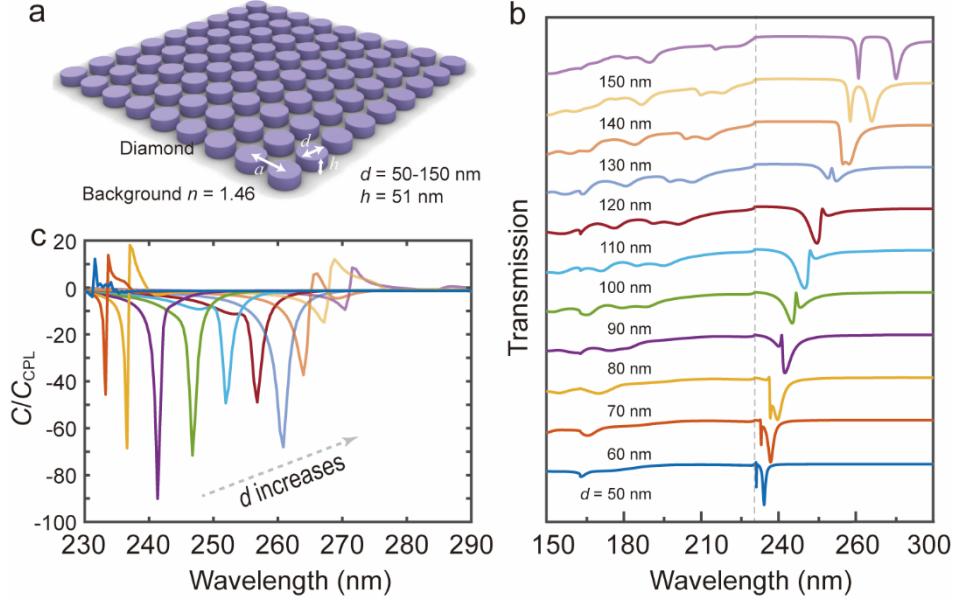 a
Diamond
Background n = 1.46
a
d
h
d = 50-150 nm
h = 51 nm
b
Transmission
150 nm
140 nm
130 nm
120 nm
110 nm
100 nm
90 nm
80 nm
70 nm
60 nm
d = 50 nm
150 180 210 240 260 300
Wavelength (nm)
c
C/C_CPL
20
0
-20
-40
-60
-80
-100
d increases
230 240 250 260 270 280 290
Wavelength (nm)